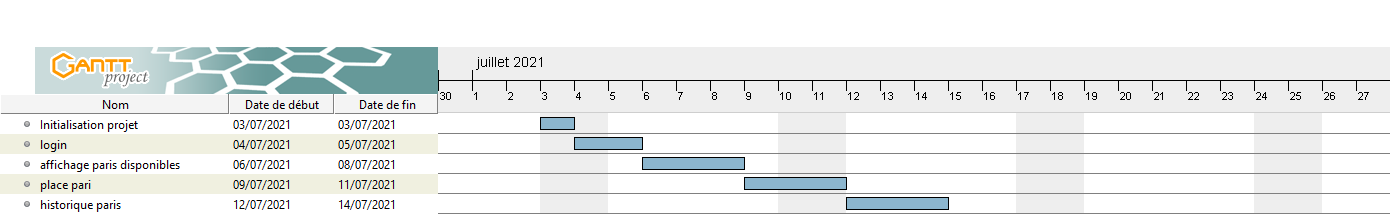 GANTT
project
juillet 2021
Nom Date de début Date de fin
30 1 2 3 4 5 6 7 8 9 10 11 12 13 14 15 16 17 18 19 20 21 22 23 24 25 26 27
Initialisation projet 03/07/2021 03/07/2021
login 04/07/2021 05/07/2021
affichage paris disponibles 06/07/2021 08/07/2021
place pari 09/07/2021 11/07/2021
historique paris 12/07/2021 14/07/2021